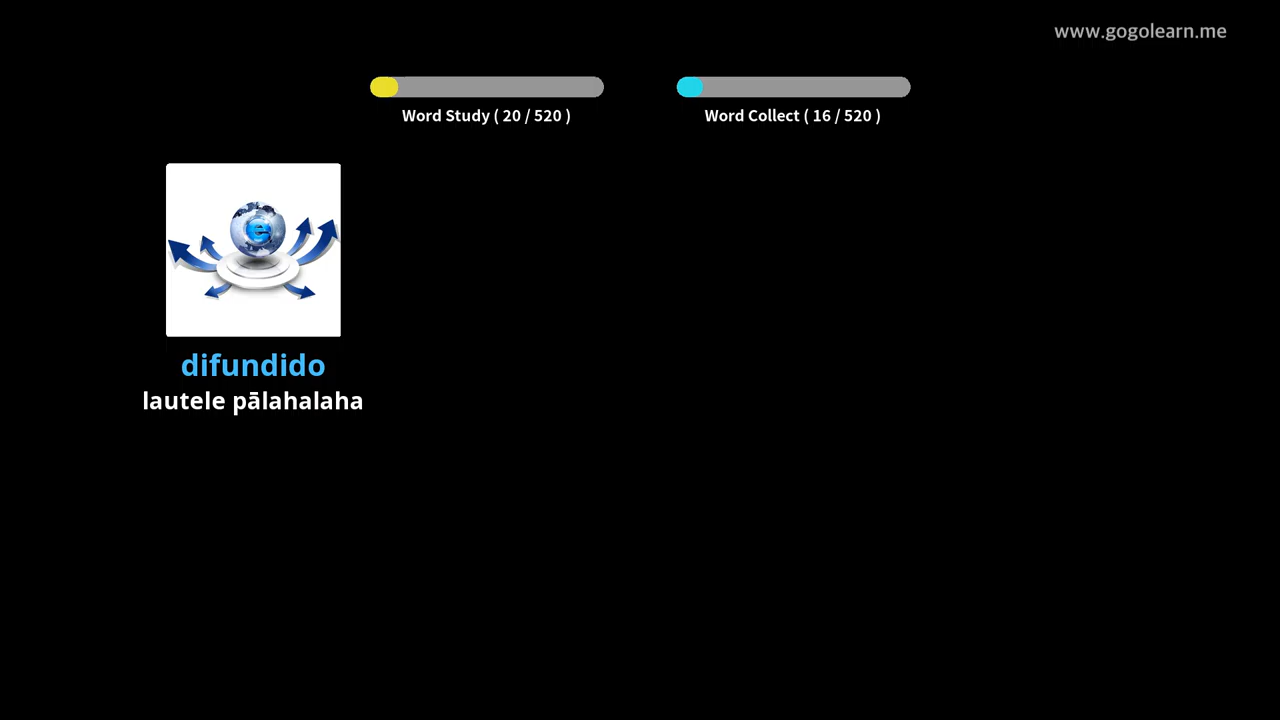 www.gogolearn.me
Word Study ( 20 / 520 )
Word Collect ( 16 / 520 )
e
difundido
lautele pālahalaha